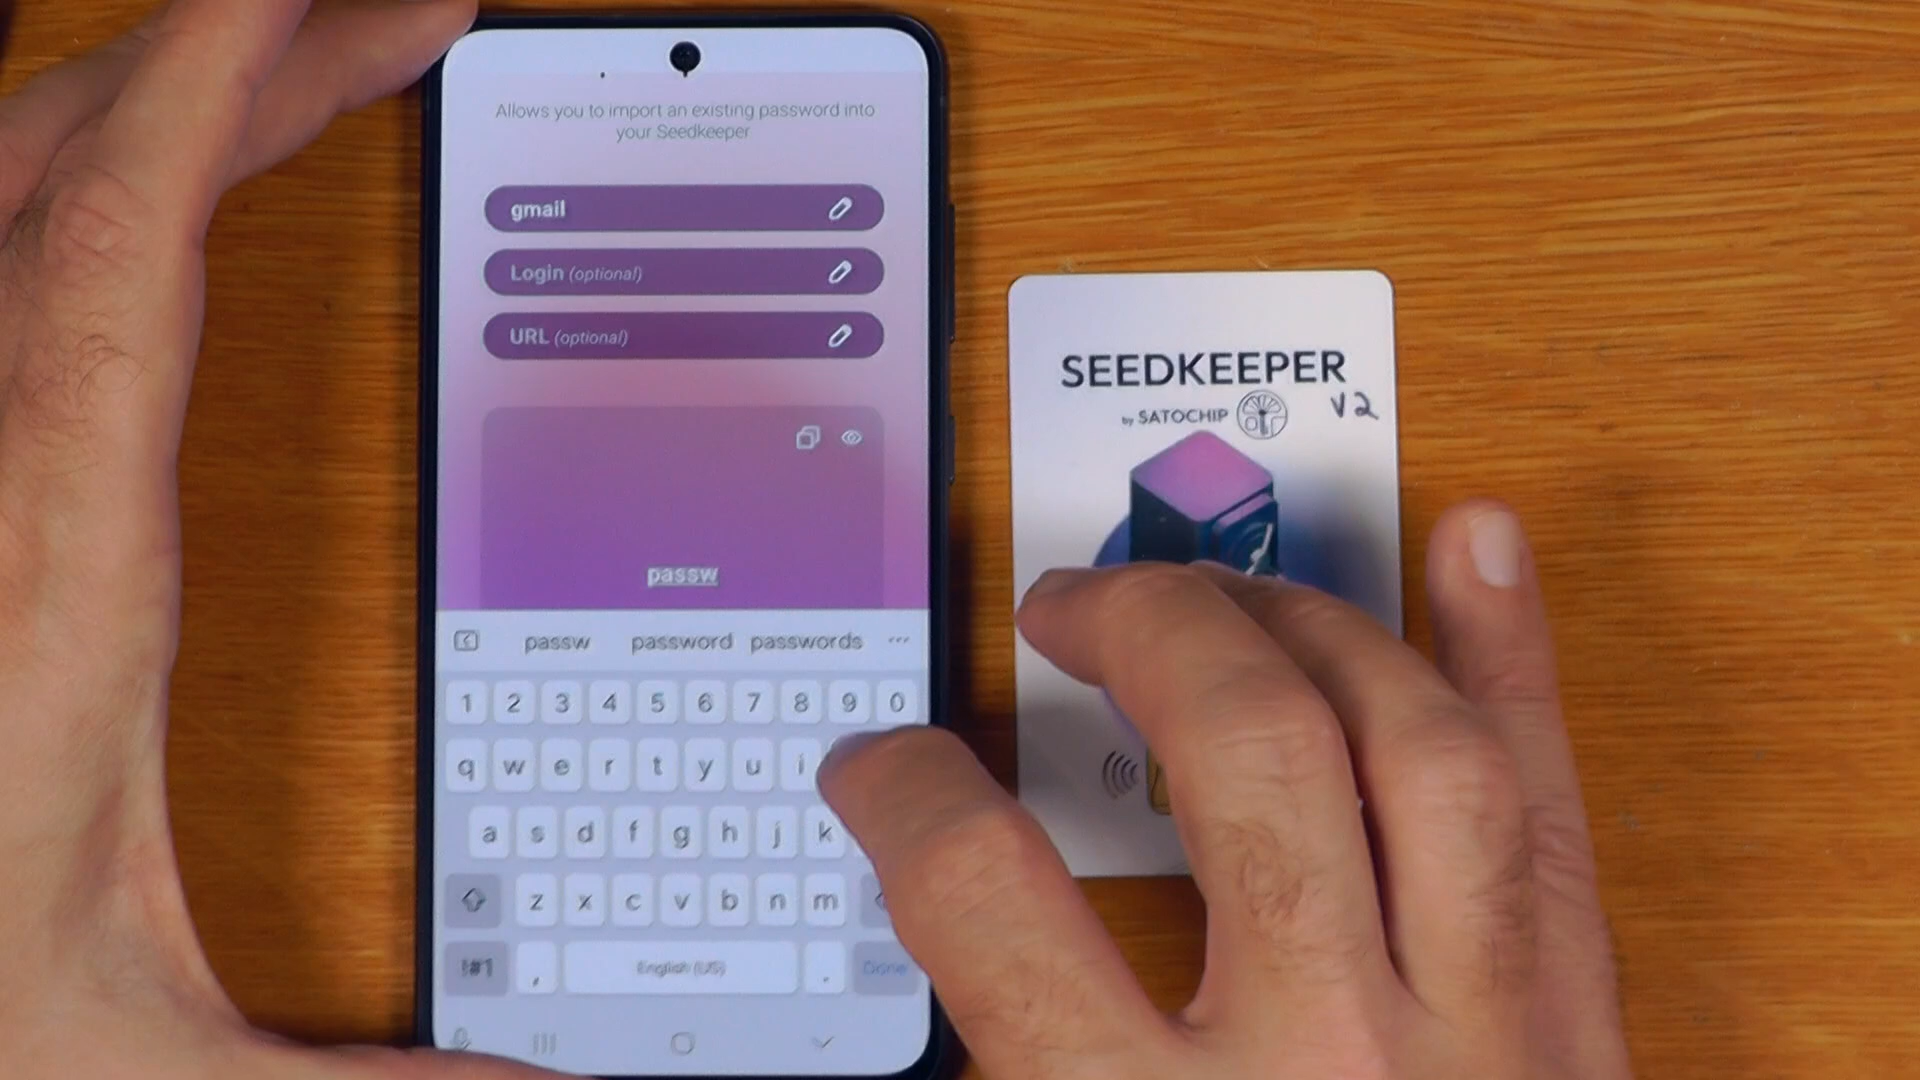 Allows you to import an existing password into
your Seedkeeper
gmail
Login (optional)
URL (optional)
passw
passw password passwords
1 2 3 4 5 6 7 8 9 0
q w e r t y u i
a s d f g h j k
z x c v b n m
!#1 , English (US) . Done
SEEDKEEPER
by SATOCHIP V2